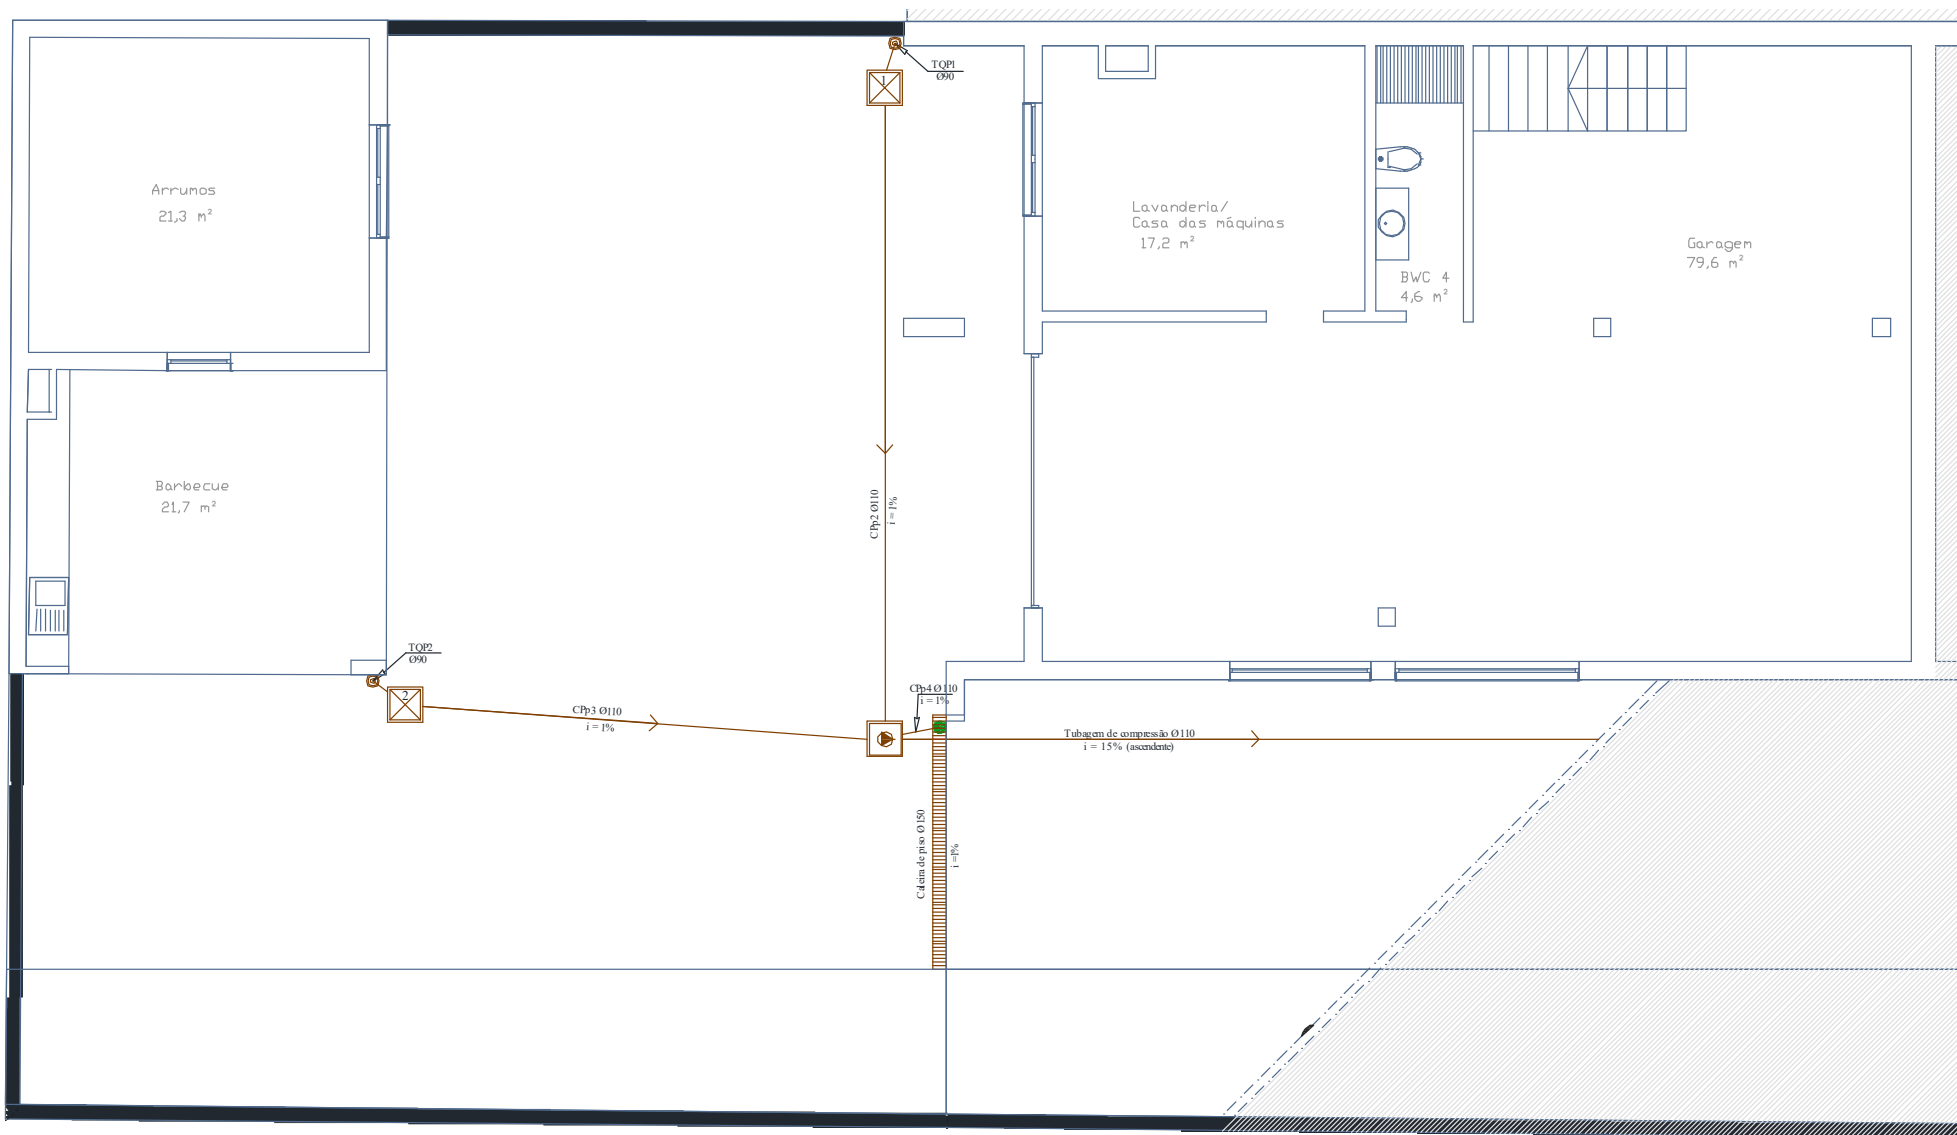 TQP1
Ø90
1
Arrumos
21,3 m²
Lavanderia/
Casa das máquinas
17,2 m²
BWC 4
4,6 m²
Garagem
79,6 m²
Barbecue
21,7 m²
CPp2 Ø110
i = 1%
TQP2
Ø90
2
CPp3 Ø110
i = 1%
CPp4 Ø110
i = 1%
Tubagem de compressão Ø110
i = 15% (ascendente)
Caleira de piso Ø150
i =1%